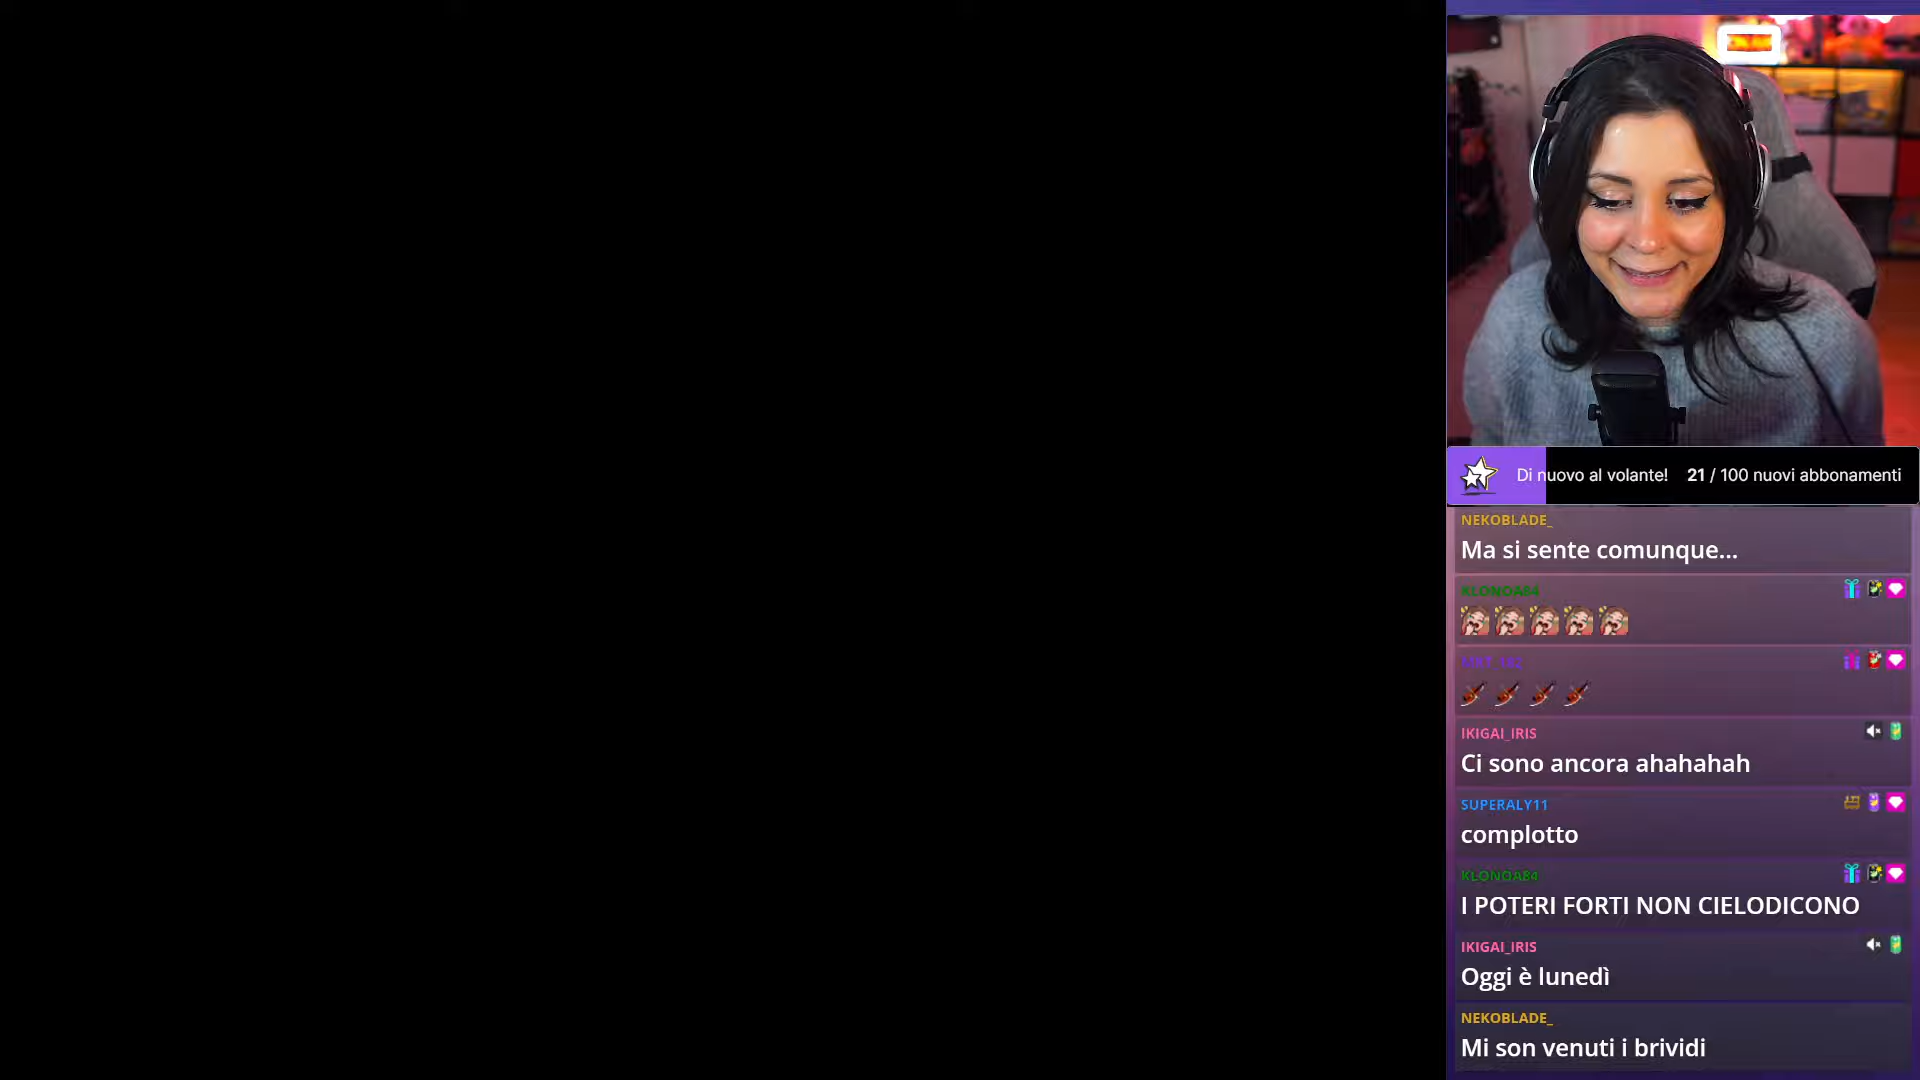 Di nuovo al volante! 21 / 100 nuovi abbonamenti
NEKOBLADE_
Ma si sente comunque...
KLONOA84
MKT_182
IKIGAI_IRIS
Ci sono ancora ahahahah
SUPERALY11
complotto
KLONOA84
I POTERI FORTI NON CIELODICONO
IKIGAI_IRIS
Oggi è lunedì
NEKOBLADE_
Mi son venuti i brividi